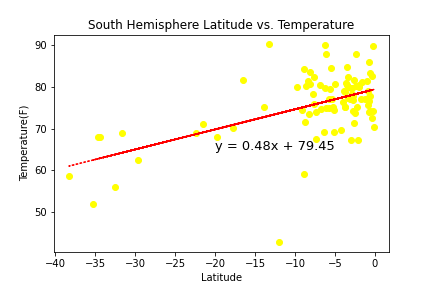 South Hemisphere Latitude vs. Temperature
90
80
70
60
50
Temperature(F)
y = 0.48x + 79.45
−40 −35 −30 −25 −20 −15 −10 −5 0
Latitude